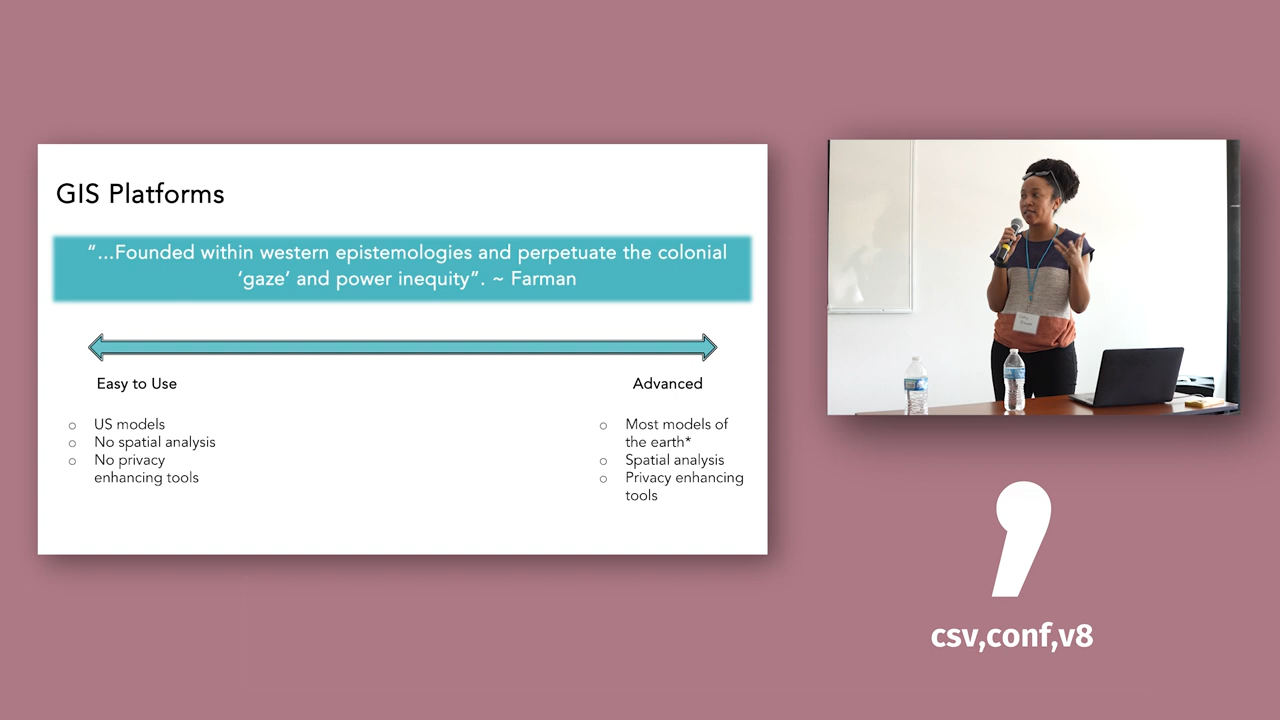 GIS Platforms
“...Founded within western epistemologies and perpetuate the colonial
‘gaze’ and power inequity”. ~ Farman
Easy to Use
○ US models
○ No spatial analysis
○ No privacy
enhancing tools
Advanced
○ Most models of
the earth*
○ Spatial analysis
○ Privacy enhancing
tools
csv,conf,v8